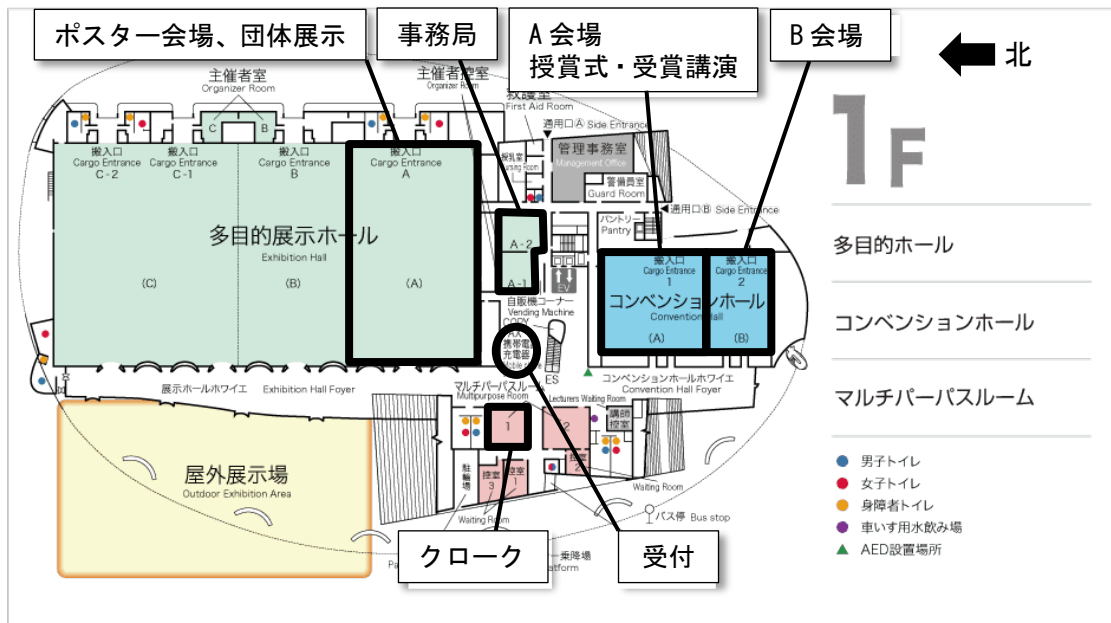 ポスター会場、団体展示
事務局
A会場
授賞式・受賞講演
B会場
北
1F
多目的ホール
コンベンションホール
マルチパーパスルーム
男子トイレ
女子トイレ
身障者トイレ
車いす用水飲み場
AED設置場所
主催者室
Organizer Room
C
B
主催者控室
Organizer Room
救護室
First Aid Room
通用口Ⓐ Side Entrance
管理事務室
Management Office
授乳室
警備員室
Guard Room
通用口Ⓑ Side Entrance
パントリー
Pantry
搬入口
Cargo Entrance
C-2
搬入口
Cargo Entrance
C-1
搬入口
Cargo Entrance
B
搬入口
Cargo Entrance
A
多目的展示ホール
Exhibition Hall
(C)
(B)
(A)
A-2
A-1
EV
自販機コーナー
Vending Machine
COPY
携帯電
充電器
ES
搬入口
Cargo Entrance
1
搬入口
Cargo Entrance
2
コンベンションホール
Convention Hall
(A)
(B)
展示ホールホワイエ Exhibition Hall Foyer
コンベンションホールホワイエ
Convention Hall Foyer
マルチパーパスルーム
Multipurpose Room
Lecturers Waiting Room
講師
控室
1
2
控室
2
控室
3
控室
1
駐輪場
Waiting Room
Waiting Room
屋外展示場
Outdoor Exhibition Area
バス停 Bus stop
乗降場
クローク
受付